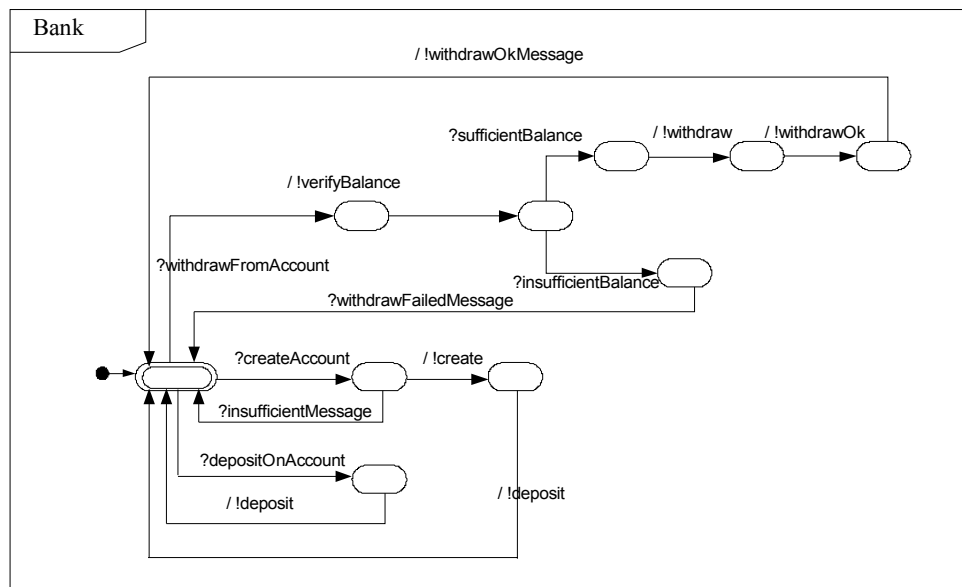 Bank
/ !withdrawOkMessage
?sufficientBalance
/ !withdraw
/ !withdrawOk
/ !verifyBalance
?withdrawFromAccount
?insufficientBalance
?withdrawFailedMessage
?createAccount
/ !create
?insufficientMessage
?depositOnAccount
/ !deposit
/ !deposit